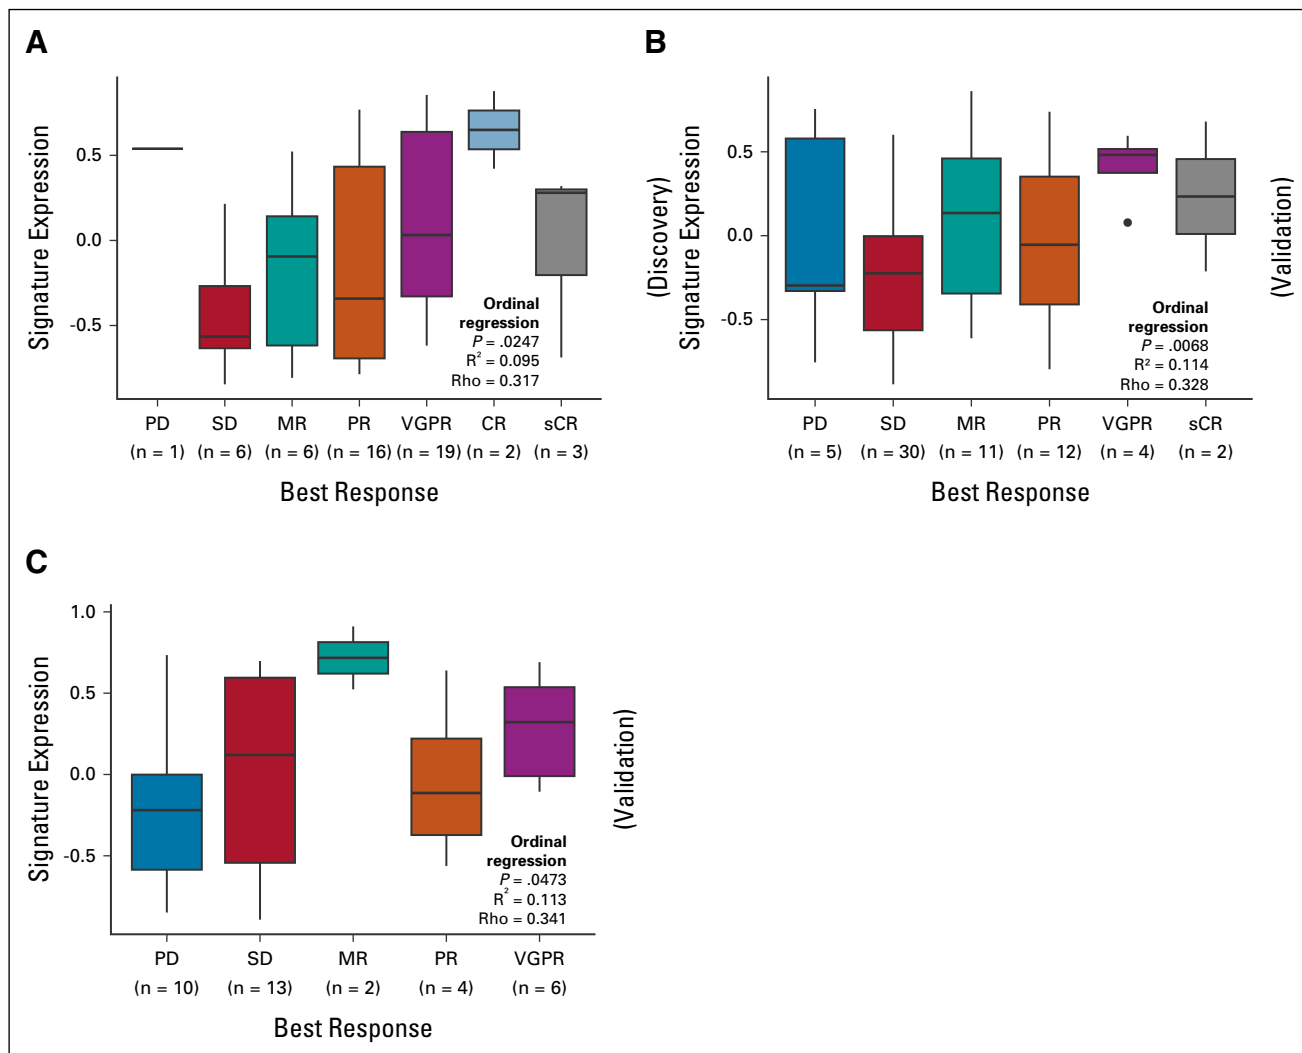 A
Signature Expression
(Discovery)
0.5
0.0
-0.5
Ordinal
regression
P = .0247
R² = 0.095
Rho = 0.317
PD SD MR PR VGPR CR sCR
(n = 1) (n = 6) (n = 6) (n = 16) (n = 19) (n = 2) (n = 3)
Best Response
B
Signature Expression
(Validation)
0.5
0.0
-0.5
Ordinal
regression
P = .0068
R² = 0.114
Rho = 0.328
PD SD MR PR VGPR sCR
(n = 5) (n = 30) (n = 11) (n = 12) (n = 4) (n = 2)
Best Response
C
Signature Expression
(Validation)
1.0
0.5
0.0
-0.5
Ordinal
regression
P = .0473
R² = 0.113
Rho = 0.341
PD SD MR PR VGPR
(n = 10) (n = 13) (n = 2) (n = 4) (n = 6)
Best Response